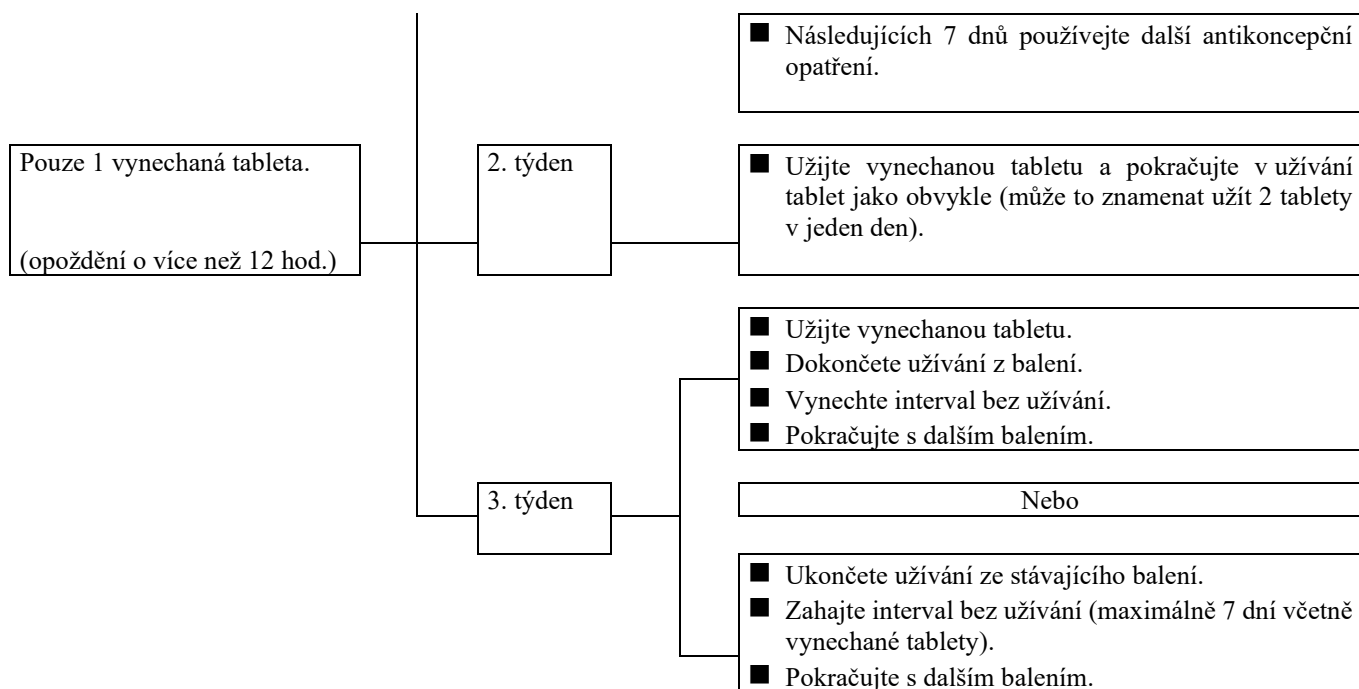 ■ Následujících 7 dnů používejte další antikoncepční
opatření.
Pouze 1 vynechaná tableta.
(opoždění o více než 12 hod.)
2. týden
■ Užijte vynechanou tabletu a pokračujte v užívání
tablet jako obvykle (může to znamenat užít 2 tablety
v jeden den).
■ Užijte vynechanou tabletu.
■ Dokončete užívání z balení.
■ Vynechte interval bez užívání.
■ Pokračujte s dalším balením.
3. týden
Nebo
■ Ukončete užívání ze stávajícího balení.
■ Zahajte interval bez užívání (maximálně 7 dní včetně
vynechané tablety).
■ Pokračujte s dalším balením.